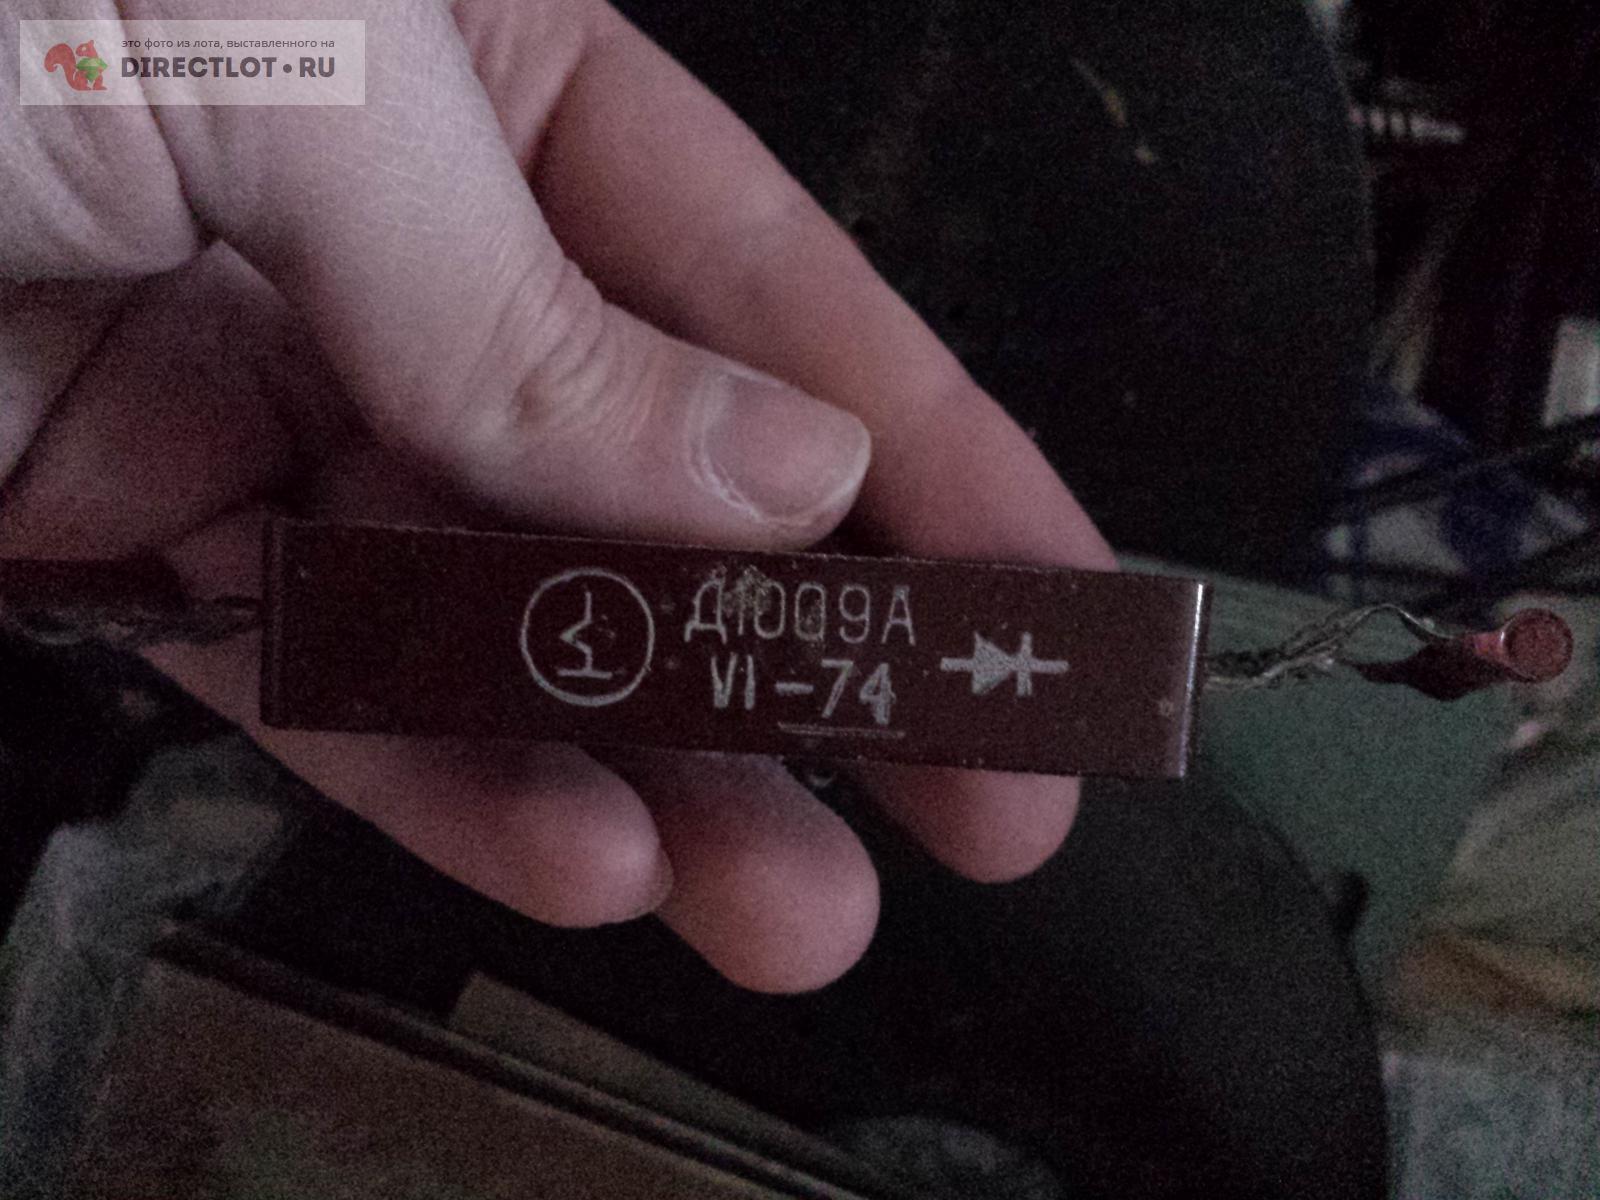 это фото из лота, выставленного на
DIRECTLOT•RU
Д1009А
VI-74